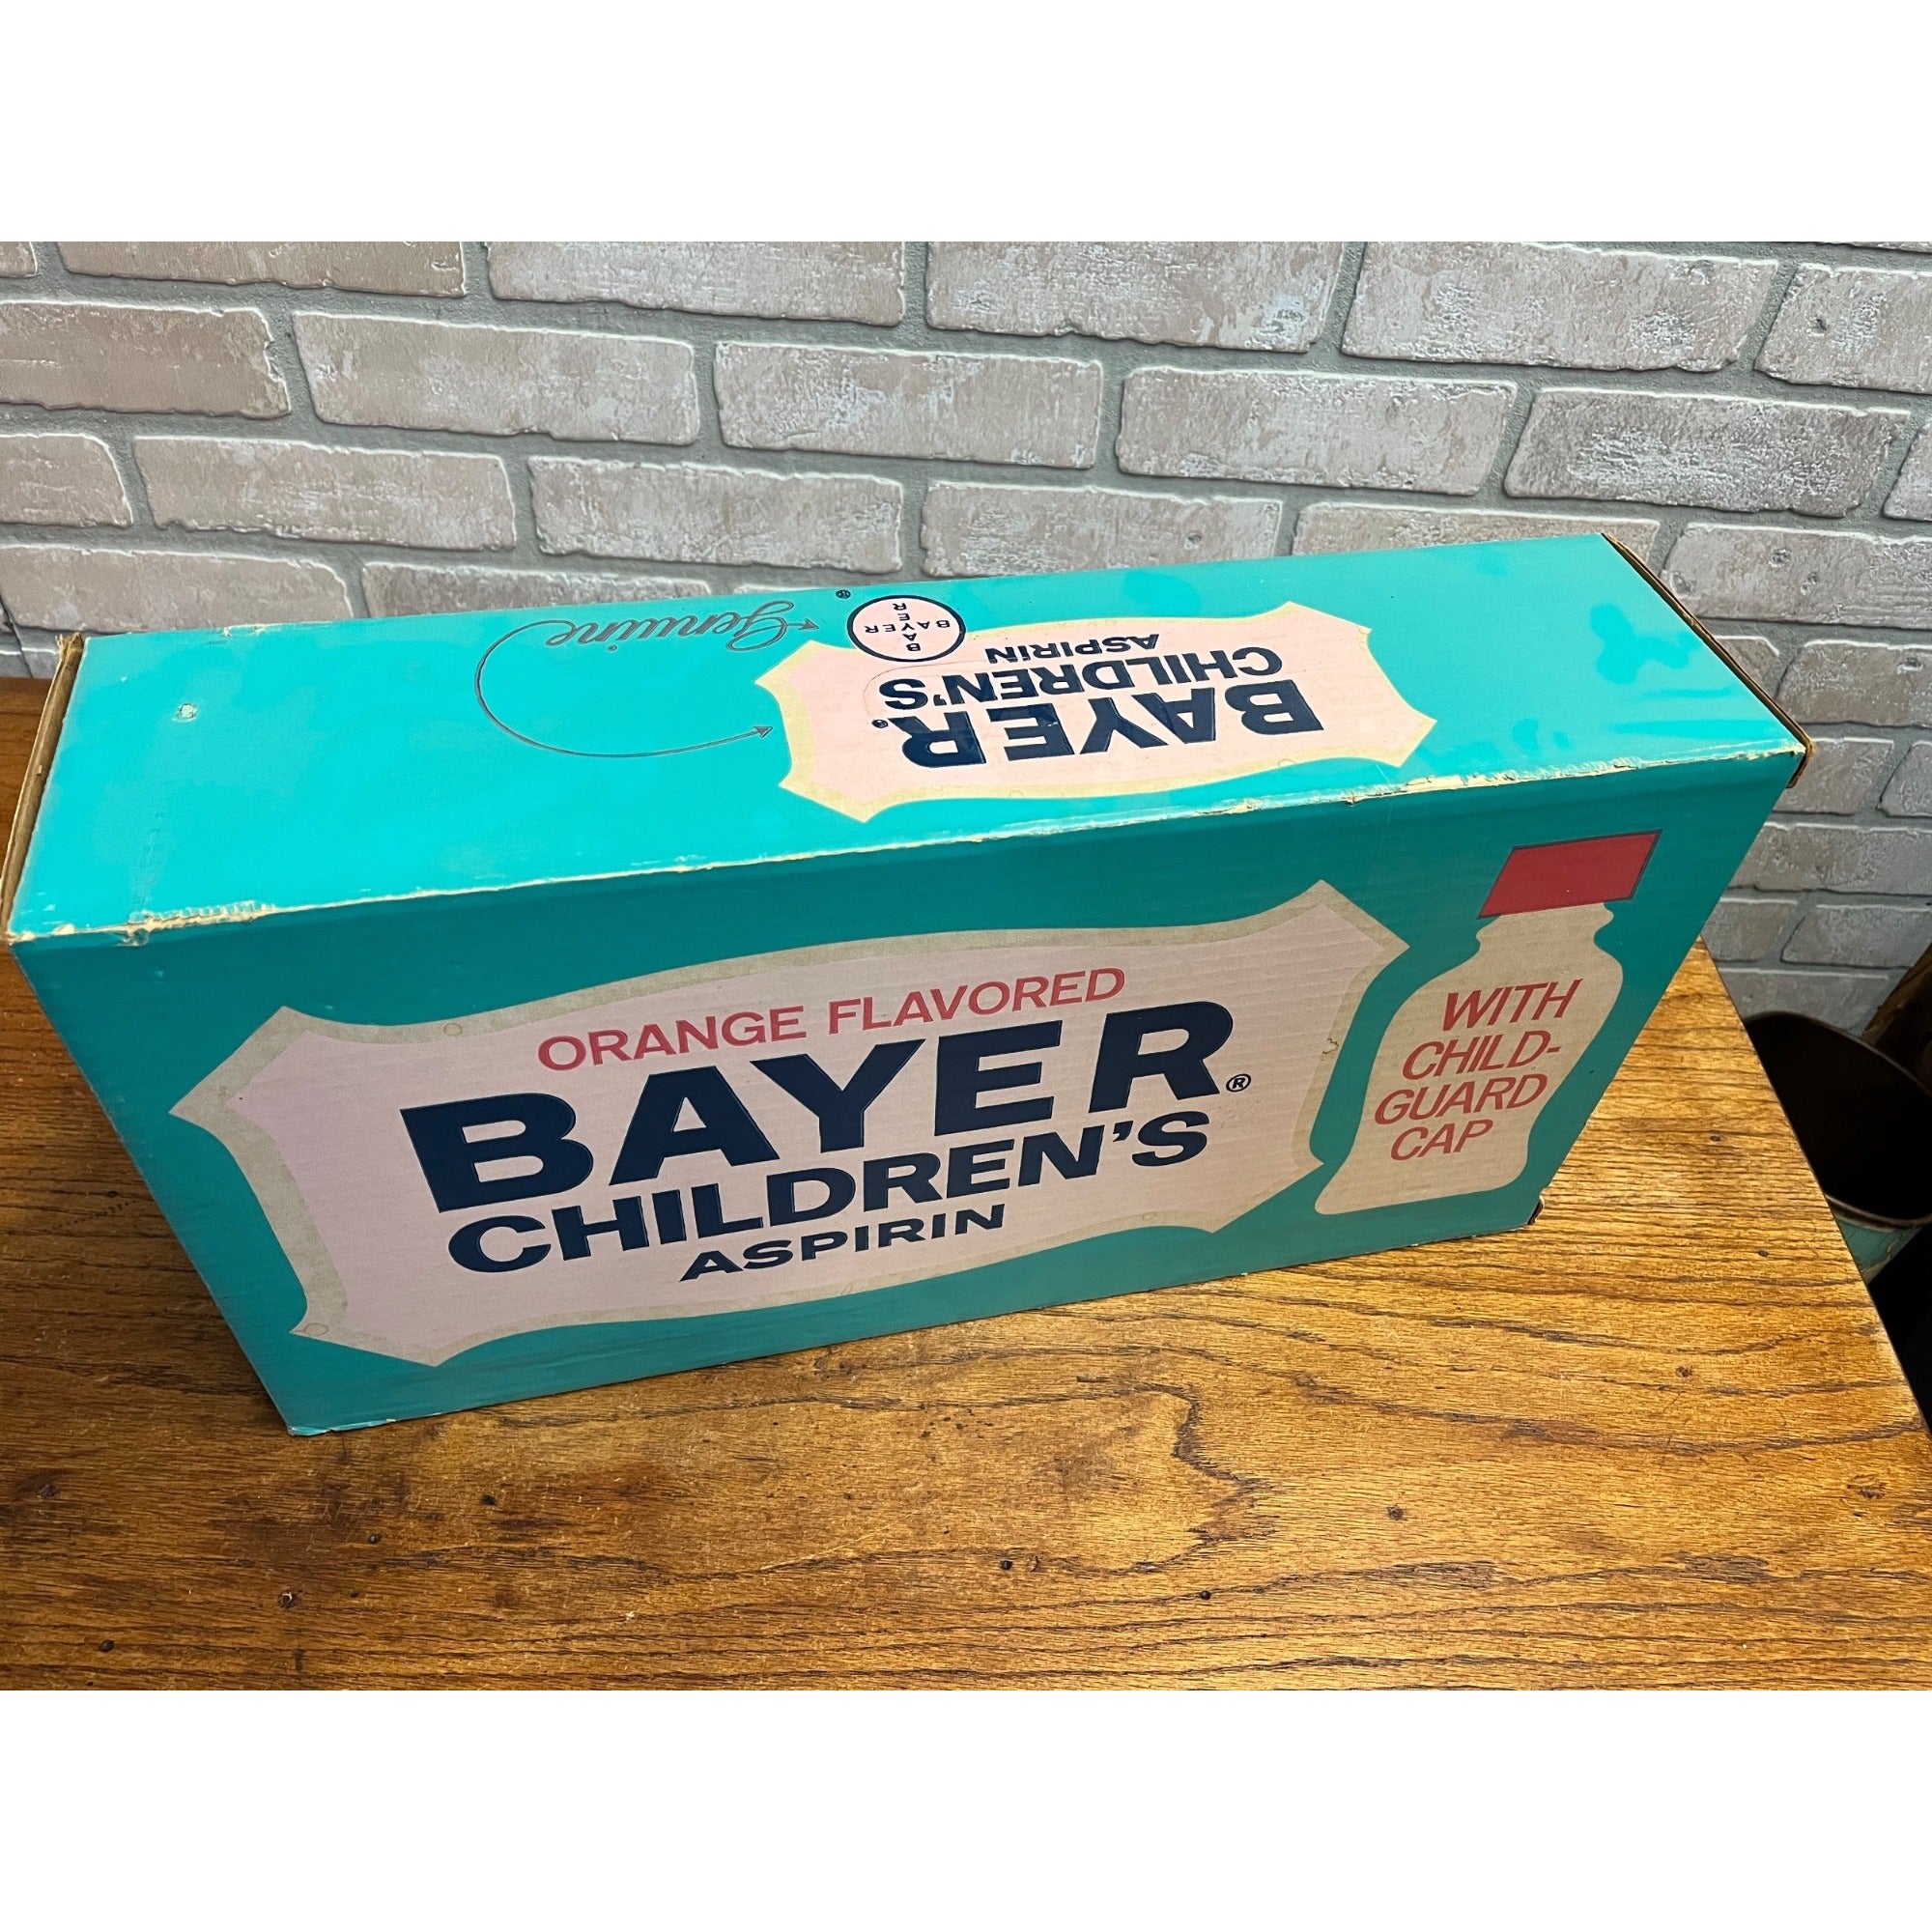 Genuine
B
A
BAYER
E
R
®
BAYER®
CHILDREN'S
ASPIRIN
ORANGE FLAVORED
BAYER®
CHILDREN'S
ASPIRIN
WITH
CHILD-
GUARD
CAP